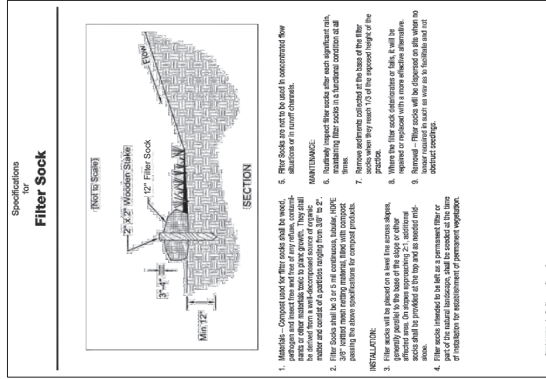 Specifications
for
Filter Sock
(Not to Scale)
2" x 2" Wooden Stake
12" Filter Sock
Flow
3"-4"
Min.12"
SECTION
1. Materials – Compost used for filter socks shall be weed,
pathogen and insect free and free of any refuse, contami-
nants or other materials toxic to plant growth. They shall
be derived from a well-decomposed source of organic
matter and consist of a particles ranging from 3/8" to 2".
2. Filter Socks shall be 3 or 5 mil continuous, tubular, HDPE
3/8" knitted mesh netting material, filled with compost
passing the above specifications for compost products.
INSTALLATION:
3. Filter socks will be placed on a level line across slopes,
generally parallel to the base of the slope or other
affected area. On slopes approaching 2:1, additional
socks shall be provided at the top and as needed mid-
slope.
4. Filter socks intended to be left as a permanent filter or
part of the natural landscape, shall be seeded at the time
of installation for establishment of permanent vegetation.
5. Filter Socks are not to be used in concentrated flow
situations or in runoff channels.
MAINTENANCE:
6. Routinely inspect filter socks after each significant rain,
maintaining filter socks in a functional condition at all
times.
7. Remove sediments collected at the base of the filter
socks when they reach 1/3 of the exposed height of the
practice.
8. Where the filter sock deteriorates or fails, it will be
repaired or replaced with a more effective alternative.
9. Removal – Filter socks will be dispersed on site when no
longer required in such way as to facilitate and not
obstruct seedings.